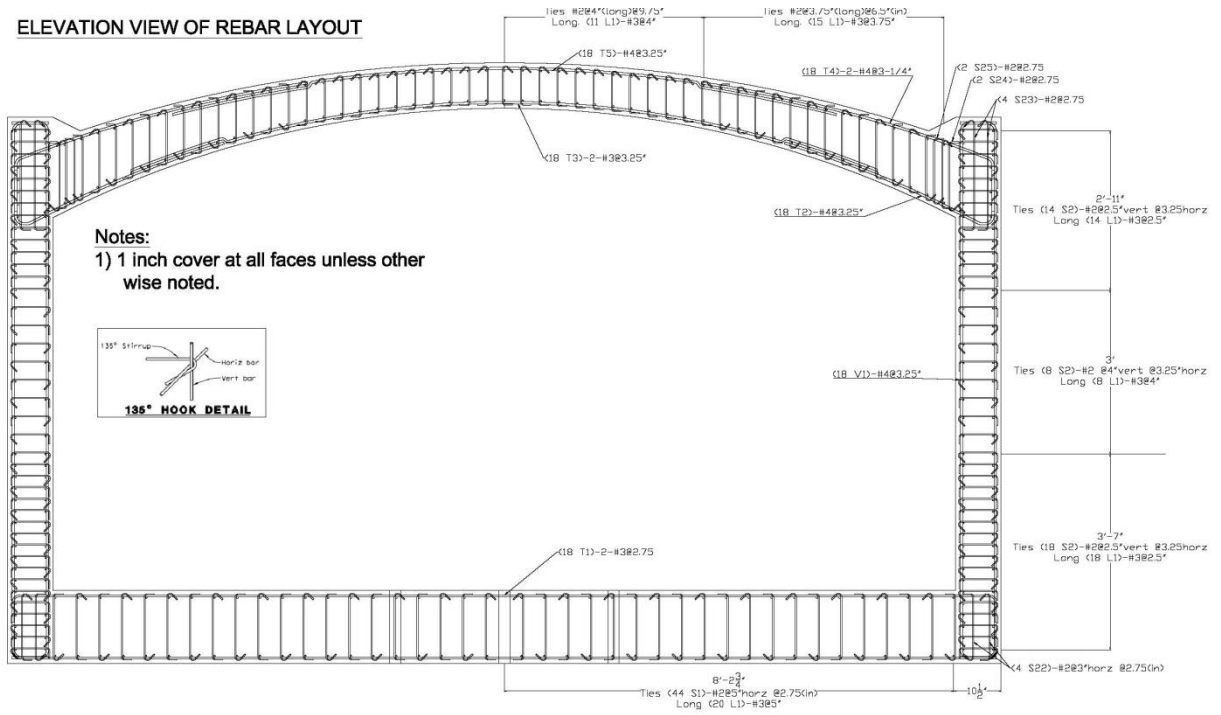 ELEVATION VIEW OF REBAR LAYOUT
Ties #2@4"(long)@9.75"
Long. (11 L1)-#3@4"
Ties #2@3.75"(long)@6.5"(in)
Long. (15 L1)-#3@3.75"
(18 T5)-#4@3.25"
(18 T4)-2-#4@3-1/4"
(2 S25)-#2@2.75
(2 S24)-#2@2.75
(4 S23)-#2@2.75
(18 T3)-2-#3@3.25"
(18 T2)-#4@3.25"
2'-11"
Ties (14 S2)-#2@2.5"vert @3.25horz
Long (14 L1)-#3@2.5"
Notes:
1) 1 inch cover at all faces unless other
wise noted.
135° Stirrup
Horiz bar
Vert bar
135° HOOK DETAIL
3'
Ties (8 S2)-#2 @4"vert @3.25"horz
Long (8 L1)-#3@4"
(18 V1)-#4@3.25"
3'-7"
Ties (18 S2)-#2@2.5"vert @3.25horz
Long (18 L1)-#3@2.5"
(18 T1)-2-#3@2.75
(4 S22)-#2@3"horz @2.75(in)
8'-2 3/4"
Ties (44 S1)-#2@5"horz @2.75(in)
Long (20 L1)-#3@5"
10 1/2"